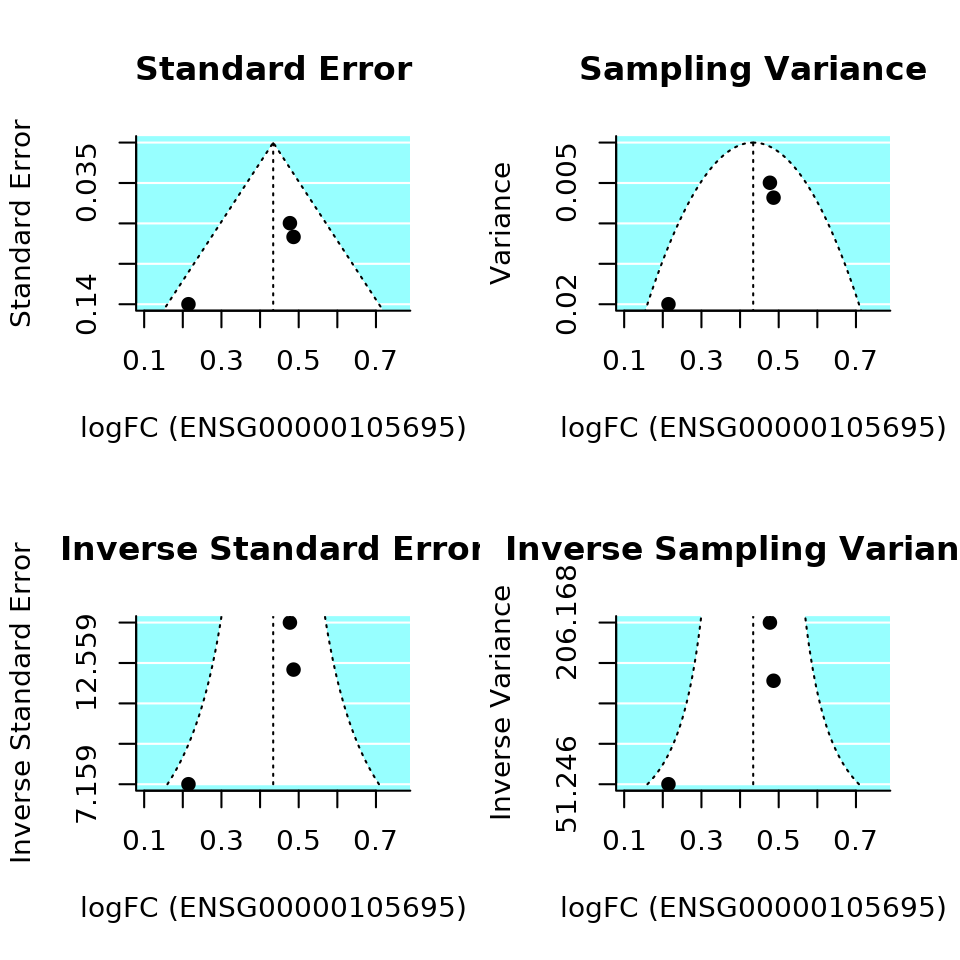 Standard Error
Standard Error
0.035
0.14
0.1 0.3 0.5 0.7
logFC (ENSG00000105695)
Sampling Variance
Variance
0.005
0.02
0.1 0.3 0.5 0.7
logFC (ENSG00000105695)
Inverse Standard Error
Inverse Standard Error
12.559
7.159
0.1 0.3 0.5 0.7
logFC (ENSG00000105695)
Inverse Sampling Varian
Inverse Variance
206.168
51.246
0.1 0.3 0.5 0.7
logFC (ENSG00000105695)